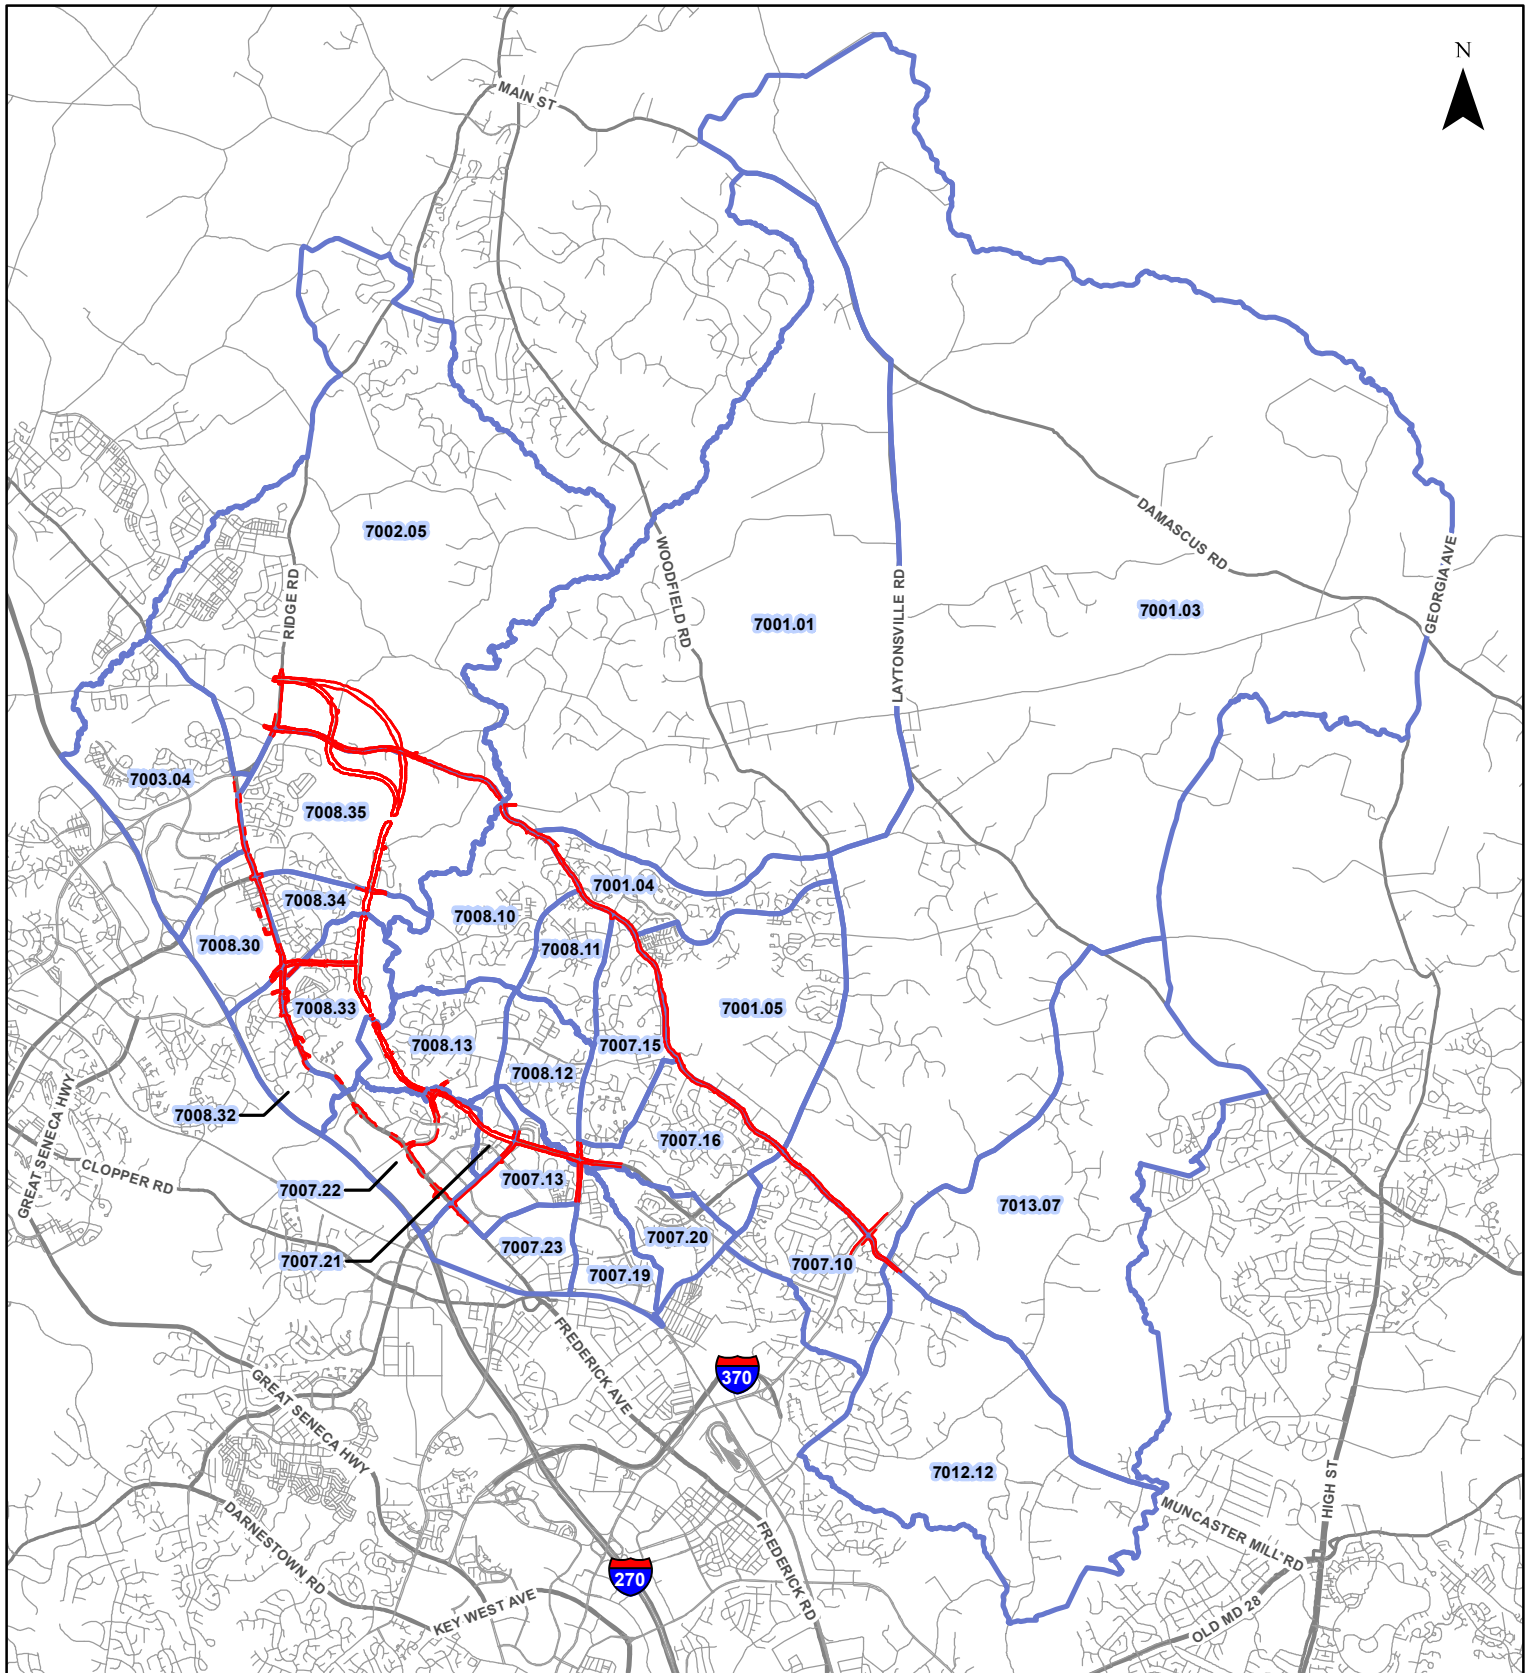 N
MAIN ST
7002.05
DAMASCUS RD
WOODFIELD RD
GEORGIA AVE
RIDGE RD
LAYTONSVILLE RD
7001.01
7001.03
7003.04
7008.35
7001.04
7008.34
7008.10
7008.30
7008.11
7008.33
7001.05
7008.13
7007.15
7008.12
7008.32
GREAT SENECA HWY
7007.16
CLOPPER RD
7007.22
7007.13
7013.07
7007.20
7007.23
7007.21
7007.10
7007.19
FREDERICK AVE
370
GREAT SENECA HWY
7012.12
HIGH ST
MUNCASTER MILL RD
DARNESTOWN RD
FREDERICK RD
270
KEY WEST AVE
OLD MD 28